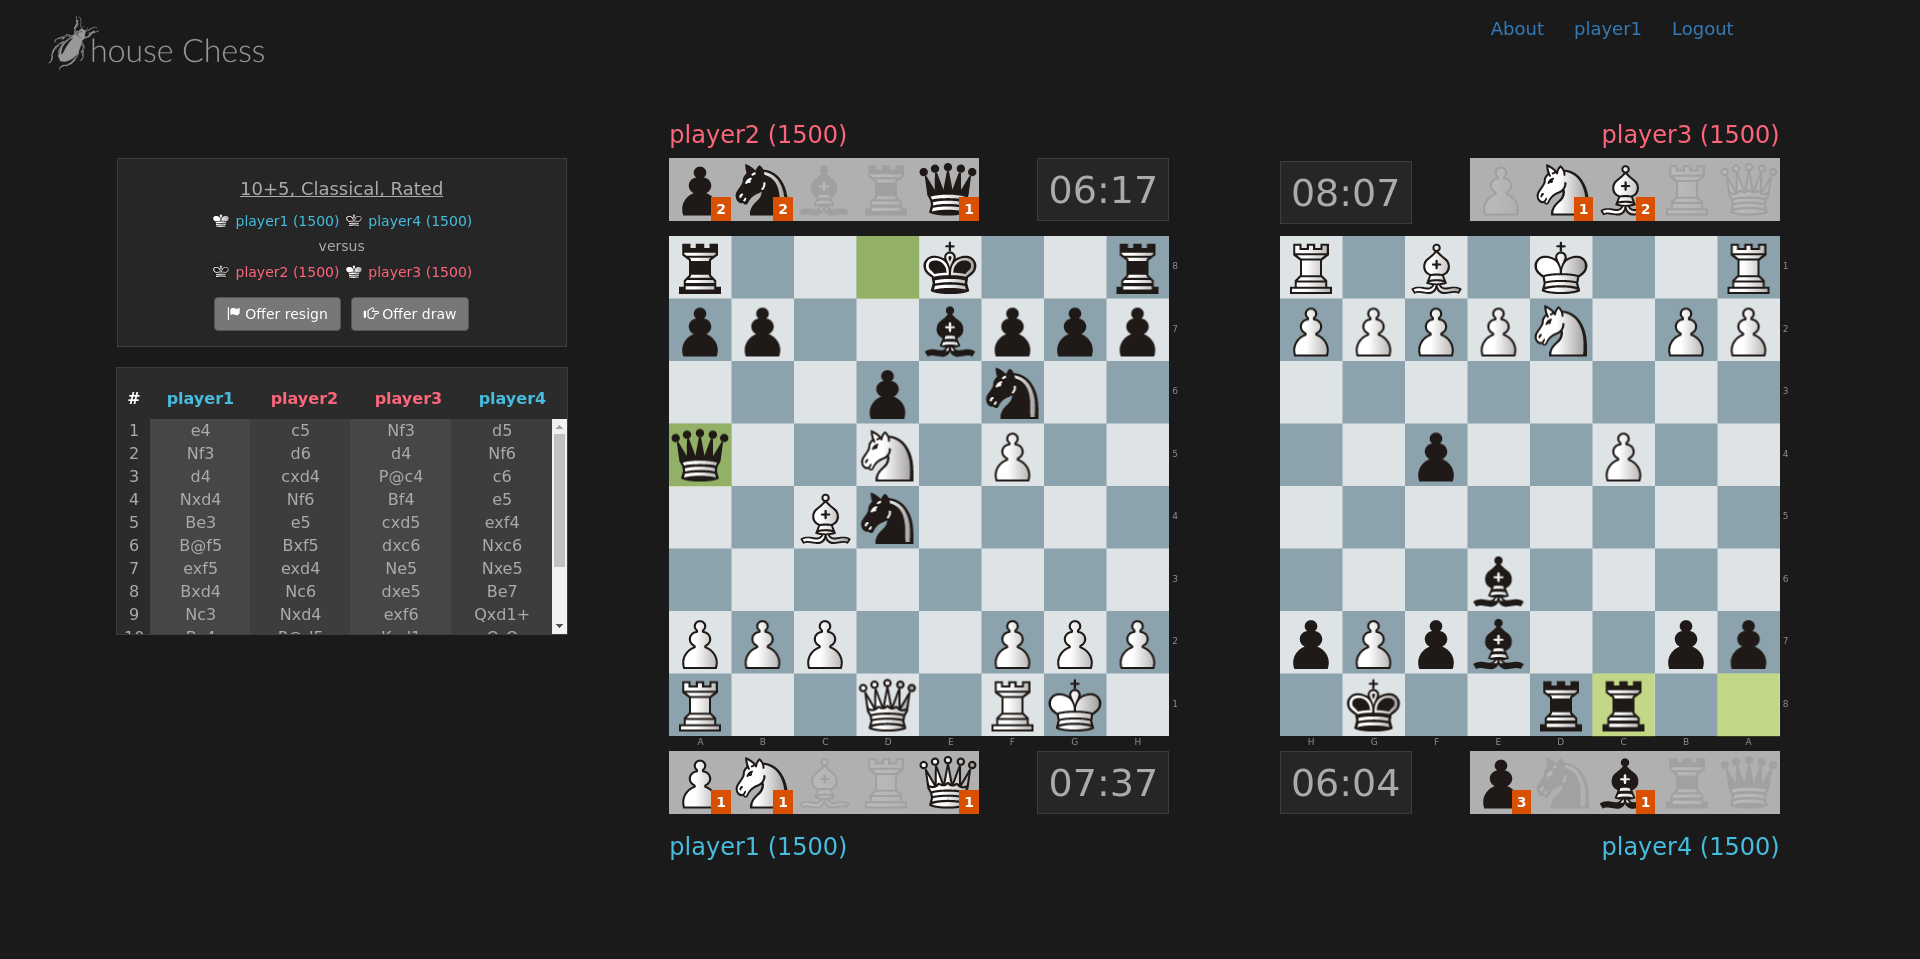 house Chess
About player1 Logout
10+5, Classical, Rated
player1 (1500) player4 (1500)
versus
player2 (1500) player3 (1500)
Offer resign Offer draw
# player1 player2 player3 player4
1 e4 c5 Nf3 d5
2 Nf3 d6 d4 Nf6
3 d4 cxd4 P@c4 c6
4 Nxd4 Nf6 Bf4 e5
5 Be3 e5 cxd5 exf4
6 B@f5 Bxf5 dxc6 Nxc6
7 exf5 exd4 Ne5 Nxe5
8 Bxd4 Nc6 dxe5 Be7
9 Nc3 Nxd4 exf6 Qxd1+
player2 (1500)
2 2 1
06:17
8
7
6
5
4
3
2
1
A B C D E F G H
1 1 1
07:37
player1 (1500)
player3 (1500)
08:07
1 2
1
2
3
4
5
6
7
8
H G F E D C B A
06:04
3 1
player4 (1500)